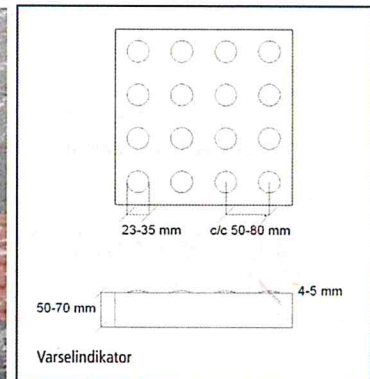 23-35 mm
c/c 50-80 mm
4-5 mm
50-70 mm
Varselindikator